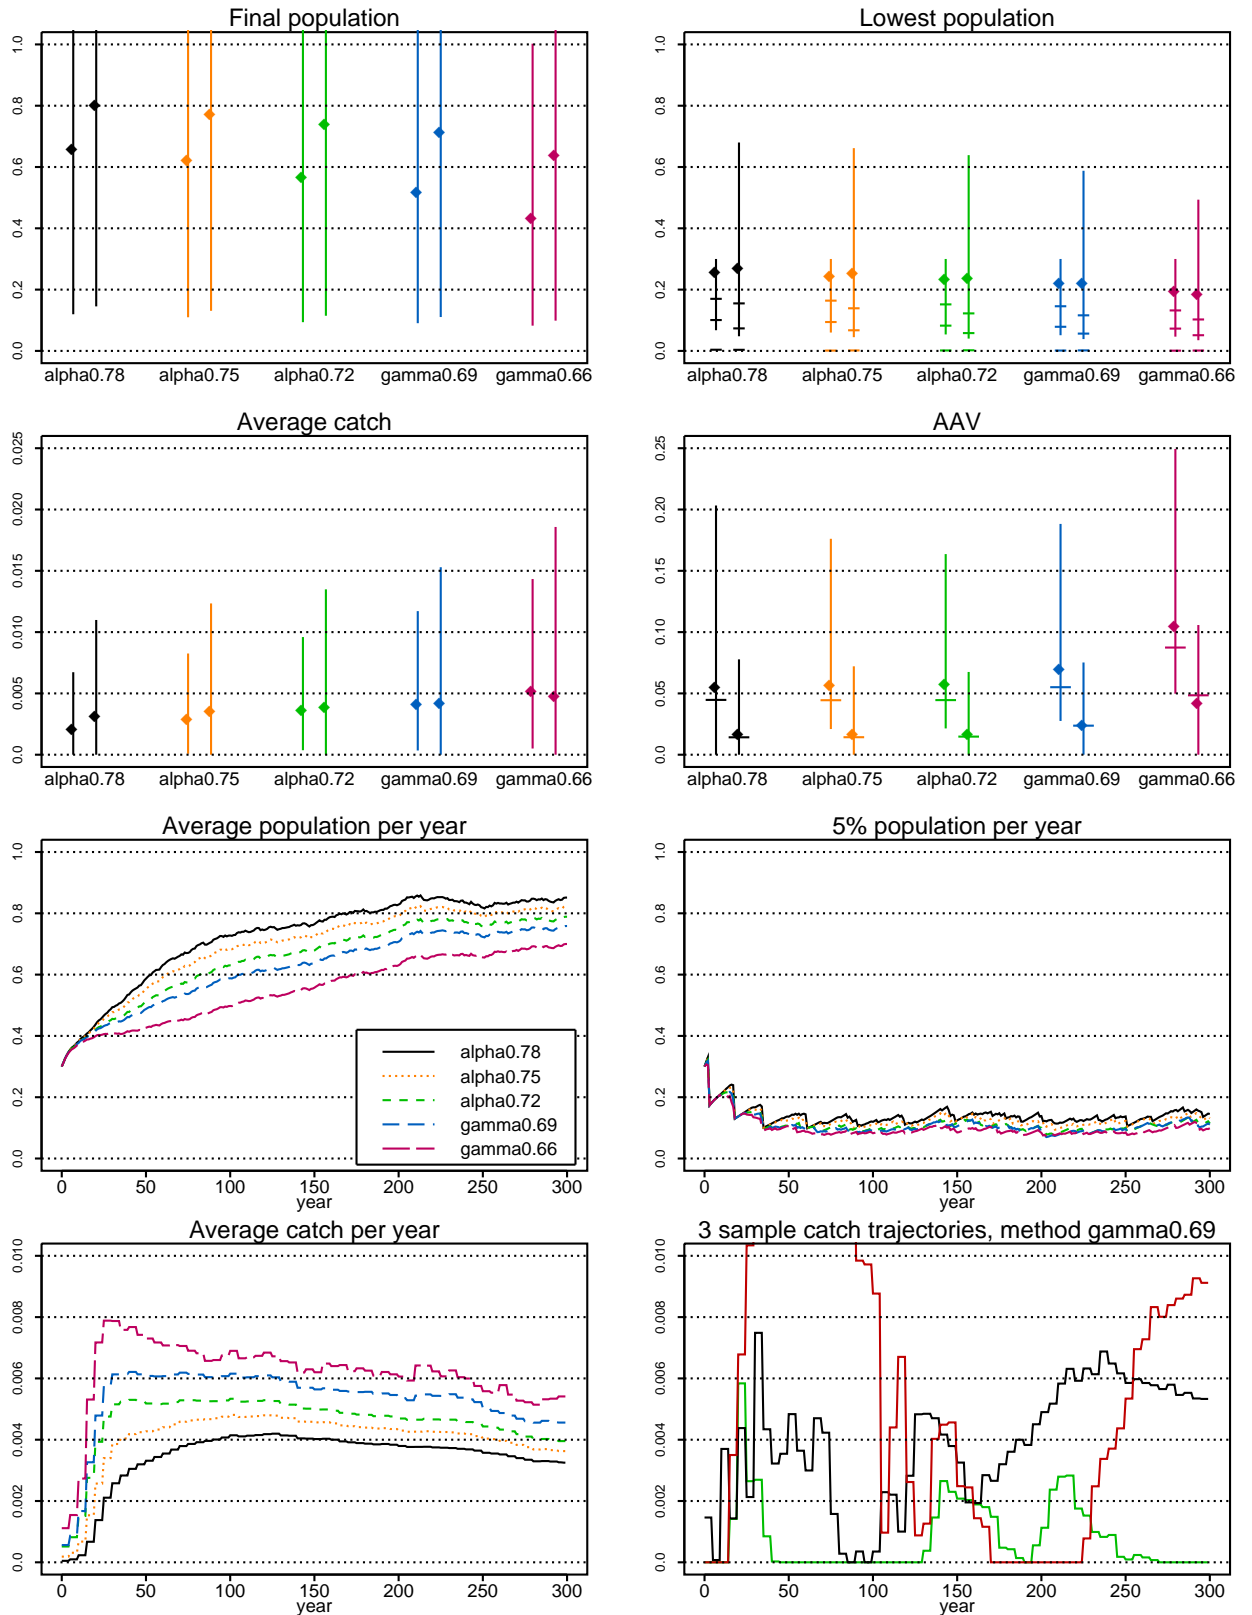 Final population
1.0
0.8
0.6
0.4
0.2
0.0
alpha0.78 alpha0.75 alpha0.72 gamma0.69 gamma0.66
Lowest population
1.0
0.8
0.6
0.4
0.2
0.0
alpha0.78 alpha0.75 alpha0.72 gamma0.69 gamma0.66
Average catch
0.025
0.020
0.015
0.010
0.005
0.0
alpha0.78 alpha0.75 alpha0.72 gamma0.69 gamma0.66
AAV
0.25
0.20
0.15
0.10
0.05
0.0
alpha0.78 alpha0.75 alpha0.72 gamma0.69 gamma0.66
Average population per year
1.0
0.8
0.6
0.4
0.2
0.0
alpha0.78
alpha0.75
alpha0.72
gamma0.69
gamma0.66
0 50 100 150 200 250 300
year
5% population per year
1.0
0.8
0.6
0.4
0.2
0.0
0 50 100 150 200 250 300
year
Average catch per year
0.010
0.008
0.006
0.004
0.002
0.0
0 50 100 150 200 250 300
year
3 sample catch trajectories, method gamma0.69
0.010
0.008
0.006
0.004
0.002
0.0
0 50 100 150 200 250 300
year